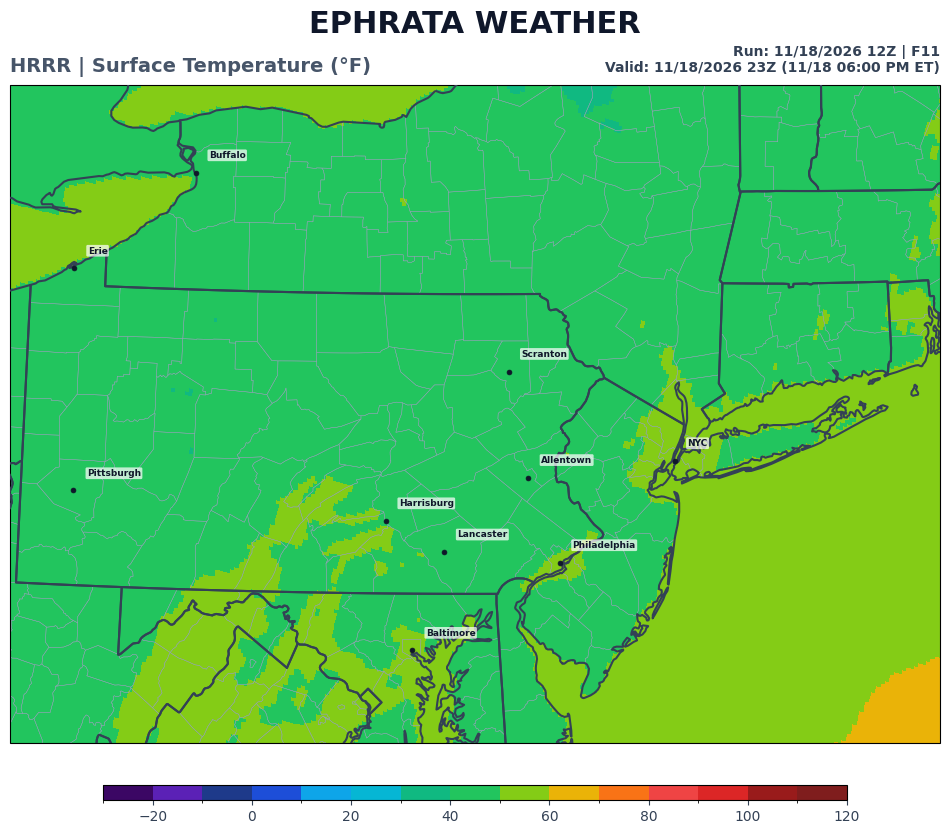 EPHRATA WEATHER
HRRR | Surface Temperature (°F)
Run: 11/18/2026 12Z | F11
Valid: 11/18/2026 23Z (11/18 06:00 PM ET)
Buffalo
Erie
Scranton
NYC
Allentown
Pittsburgh
Harrisburg
Lancaster
Philadelphia
Baltimore
−20 0 20 40 60 80 100 120